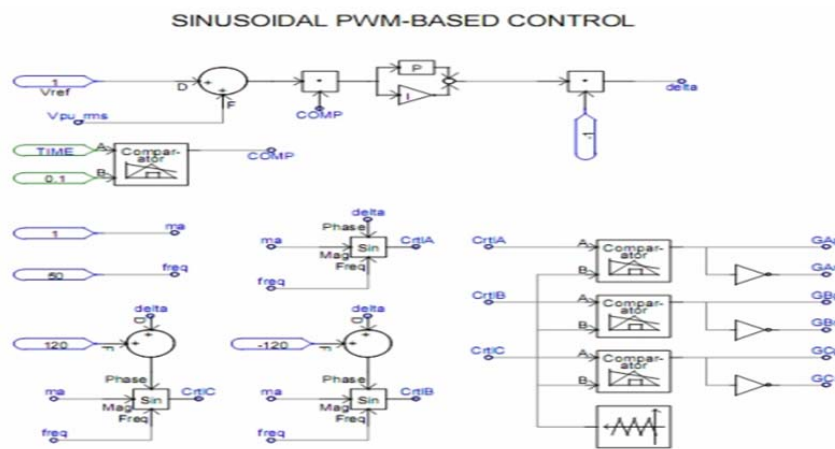 SINUSOIDAL PWM-BASED CONTROL
1
Vref
D
F
Vpu_rms
COMP
P
I
-1
delta
TIME
0.1
A
B
Compar-
ator
COMP
1
ma
60
freq
delta
Phase
ma
Mag
Sin
Freq
freq
CrtlA
delta
D
120
F
Phase
ma
Mag
Sin
Freq
freq
CrtlC
delta
D
-120
F
Phase
ma
Mag
Sin
Freq
freq
CrtlB
CrtlA
A
B
Compar-
ator
CrtlB
A
B
Compar-
ator
CrtlC
A
B
Compar-
ator